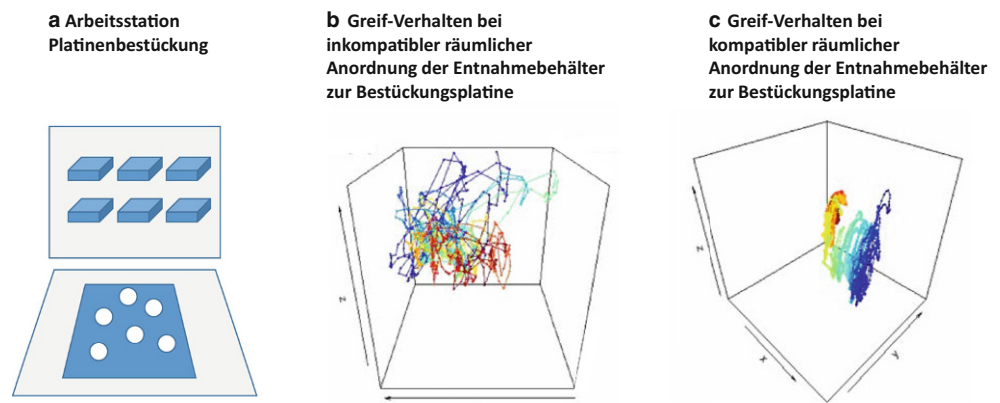 a Arbeitsstation
Platinenbestückung
b Greif-Verhalten bei
inkompatibler räumlicher
Anordnung der Entnahmebehälter
zur Bestückungsplatine
c Greif-Verhalten bei
kompatibler räumlicher
Anordnung der Entnahmebehälter
zur Bestückungsplatine
z
z
x
y